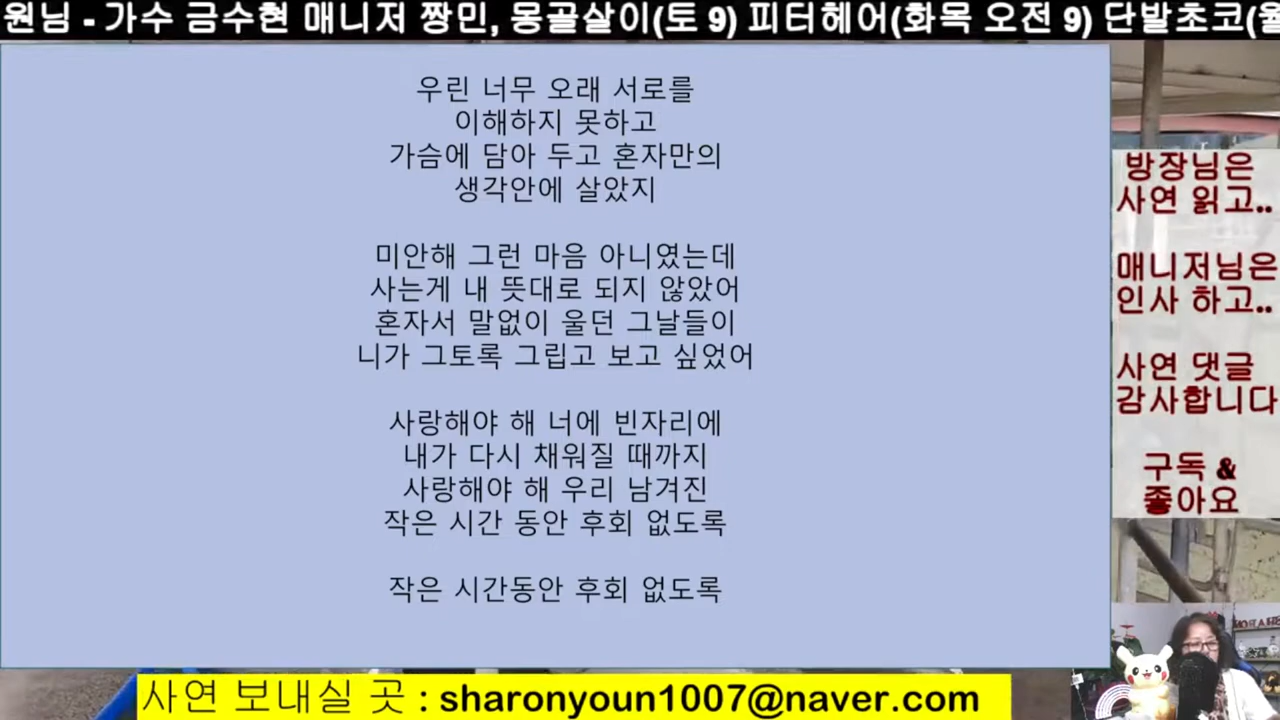 원님 - 가수 금수현 매니저 짱민, 몽골살이(토 9) 피터헤어(화목 오전 9) 단발초코(월
우린 너무 오래 서로를
이해하지 못하고
가슴에 담아 두고 혼자만의
생각안에 살았지
미안해 그런 마음 아니였는데
사는게 내 뜻대로 되지 않았어
혼자서 말없이 울던 그날들이
니가 그토록 그립고 보고 싶었어
사랑해야 해 너에 빈자리에
내가 다시 채워질 때까지
사랑해야 해 우리 남겨진
작은 시간 동안 후회 없도록
작은 시간동안 후회 없도록
방장님은
사연 읽고..
매니저님은
인사 하고..
사연 댓글
감사합니다
구독 &
좋아요
사연 보내실 곳 : sharonyoun1007@naver.com